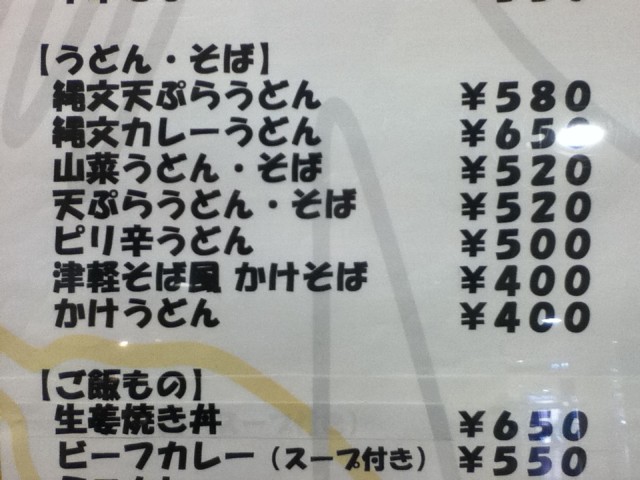 【うどん・そば】
縄文天ぷらうどん ¥580
縄文カレーうどん ¥650
山菜うどん・そば ¥520
天ぷらうどん・そば ¥520
ピリ辛うどん ¥500
津軽そば風 かけそば ¥400
かけうどん ¥400
【ご飯もの】
生姜焼き丼 ¥650
ビーフカレー（スープ付き） ¥550